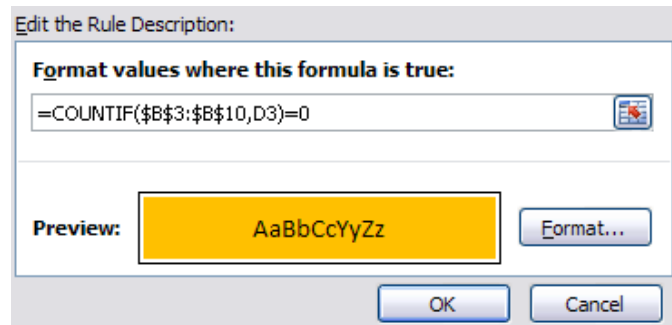 Edit the Rule Description:
Format values where this formula is true:
=COUNTIF($B$3:$B$10,D3)=0
Preview: AaBbCcYyZz Format...
OK Cancel